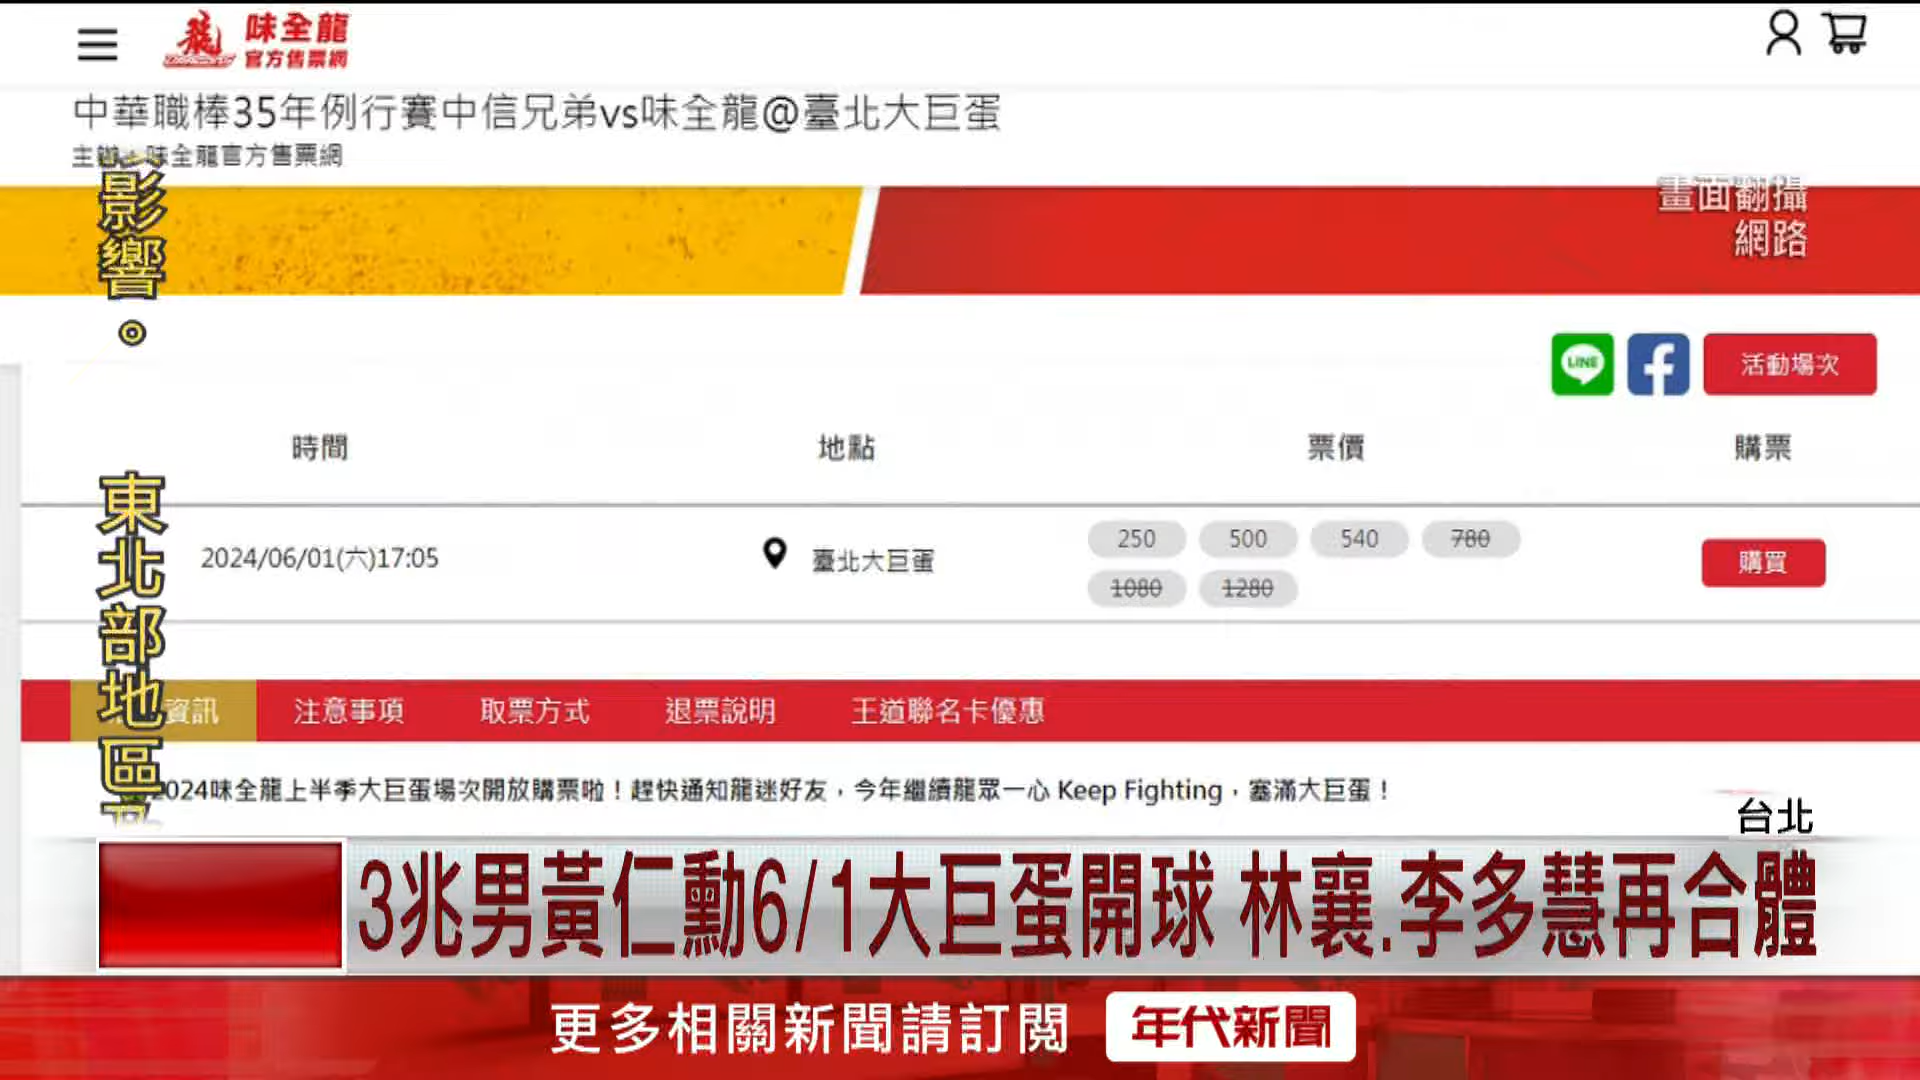 味全龍
官方售票網
中華職棒35年例行賽中信兄弟vs味全龍@臺北大巨蛋
味全龍官方售票網
影響。
東北部地區
畫面翻攝
網路
LINE
活動場次
時間 地點 票價 購票
2024/06/01(六)17:05 臺北大巨蛋 250 500 540 780 1080 1280 購買
資訊 注意事項 取票方式 退票說明 王道聯名卡優惠
2024味全龍上半季大巨蛋場次開放購票啦！趕快通知龍迷好友，今年繼續龍眾一心 Keep Fighting，塞滿大巨蛋！
台北
3兆男黃仁勳6/1大巨蛋開球 林襄.李多慧再合體
更多相關新聞請訂閱 年代新聞